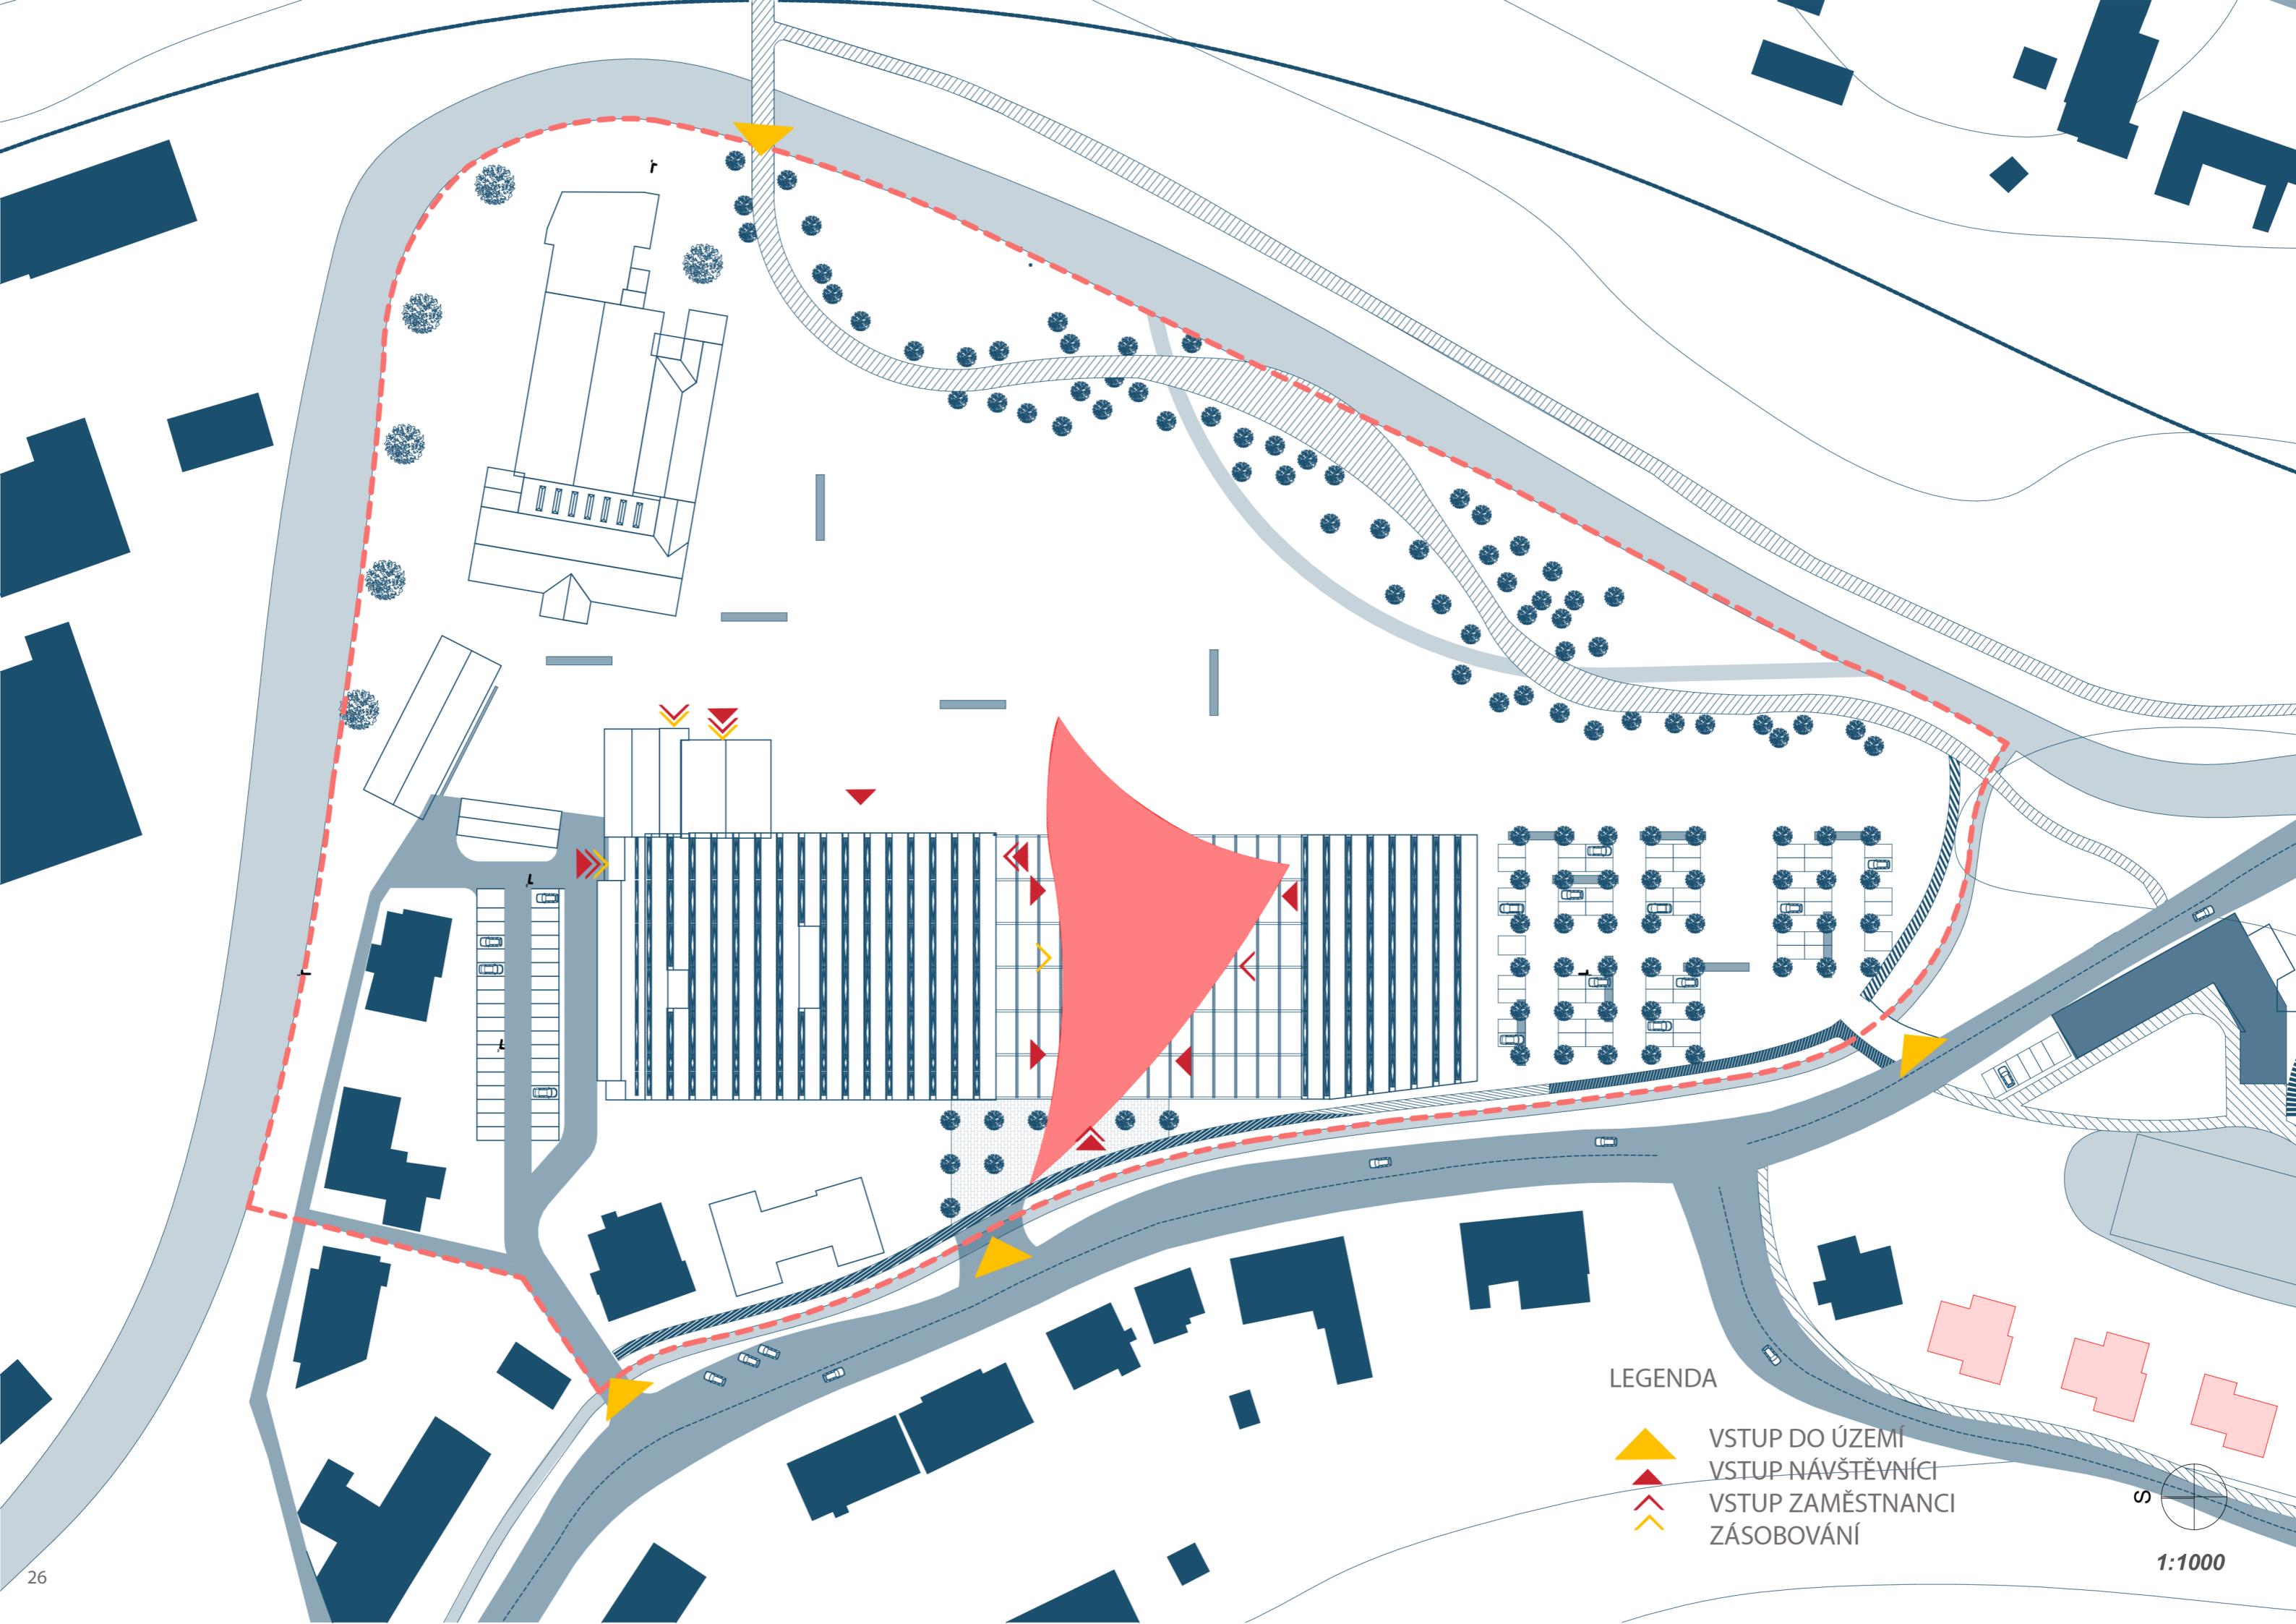 LEGENDA
VSTUP DO ÚZEMÍ
VSTUP NÁVŠTĚVNÍCI
VSTUP ZAMĚSTNANCI
ZÁSOBOVÁNÍ
S
1:1000
26